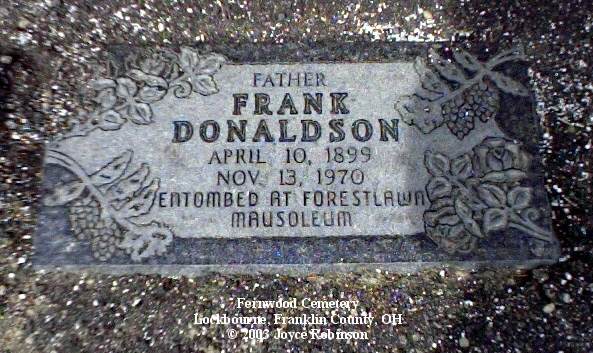 FATHER
FRANK
DONALDSON
APRIL 10, 1899
NOV. 13, 1970
ENTOMBED AT FORESTLAWN
MAUSOLEUM
Fernwood Cemetery
Lockbourne, Franklin County, OH
© 2003 Joyce Robinson